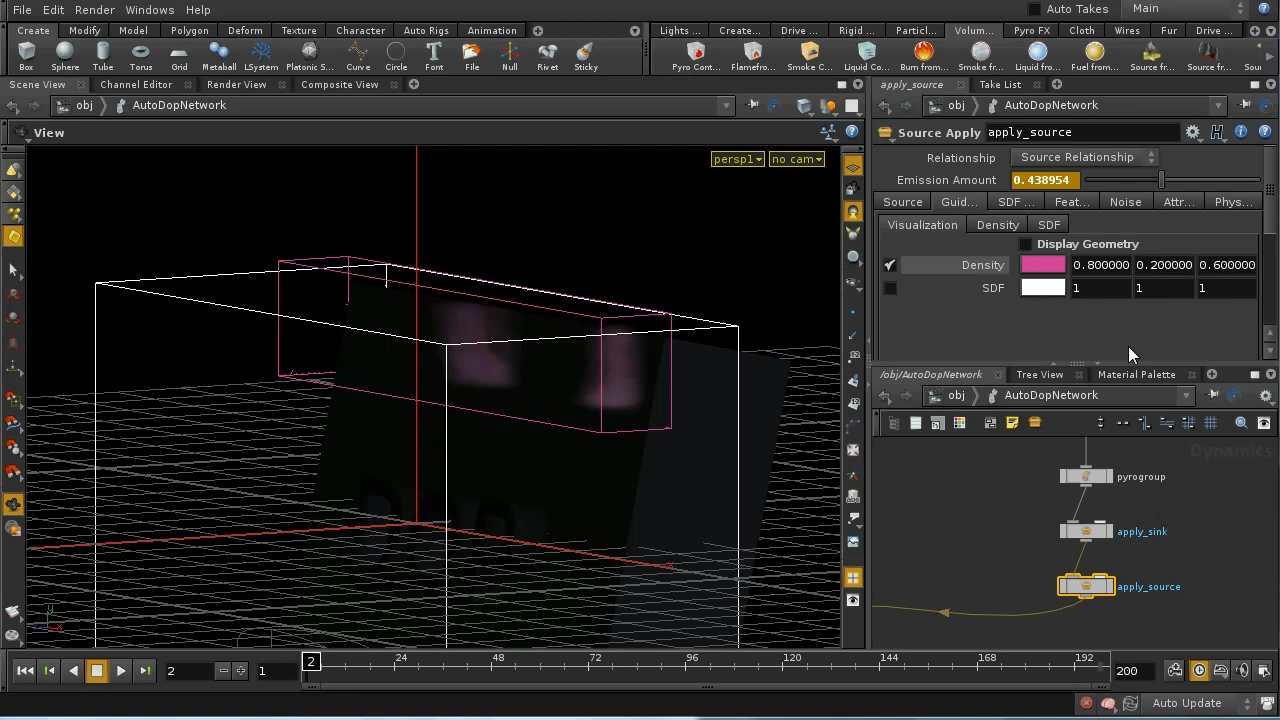 File Edit Render Windows Help Auto Takes Main
Create Modify Model Polygon Deform Texture Character Auto Rigs Animation Lights ... Create... Drive ... Rigid ... Particl... Volum... Pyro FX Cloth Wires Fur Drive ...
Box Sphere Tube Torus Grid Metaball LSystem Platonic S... Curve Circle Font File Null Rivet Sticky Pyro Cont... Flamefro... Smoke C... Liquid Co... Burn from... Smoke fr... Liquid fro... Fuel from... Source fr... Source fr... Sou
Scene View Channel Editor Render View Composite View apply_source Take List
obj AutoDopNetwork obj AutoDopNetwork
View Source Apply apply_source
persp1 no cam
Relationship Source Relationship
Emission Amount 0.438954
Source Guid... SDF ... Feat... Noise Attr... Phys...
Visualization Density SDF
Display Geometry
Density 0.800000 0.200000 0.600000
SDF 1 1 1
/obj/AutoDopNetwork Tree View Material Palette
obj AutoDopNetwork
Dynamics
pyrogroup
apply_sink
apply_source
y
x
x
2 1 2 24 48 72 96 120 144 168 192 200
Auto Update